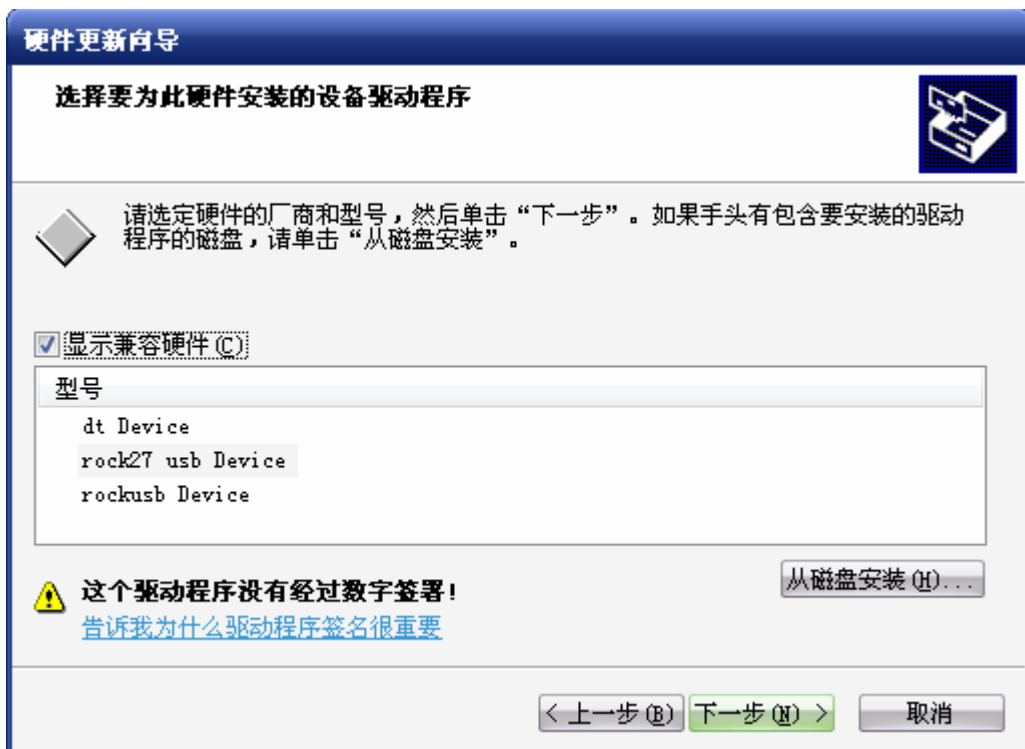 硬件更新向导
选择要为此硬件安装的设备驱动程序
请选定硬件的厂商和型号，然后单击“下一步”。如果手头有包含要安装的驱动
程序的磁盘，请单击“从磁盘安装”。
显示兼容硬件(C)
型号
dt Device
rock27 usb Device
rockusb Device
这个驱动程序没有经过数字签署!
从磁盘安装(H)...
告诉我为什么驱动程序签名很重要
< 上一步(B)
下一步(N) >
取消